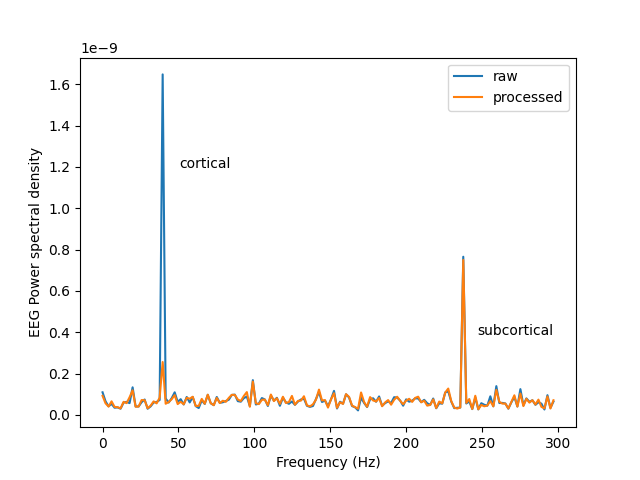 1e−9
raw
processed
1.6
1.4
1.2
1.0
0.8
0.6
0.4
0.2
0.0
EEG Power spectral density
cortical
subcortical
0
50
100
150
200
250
300
Frequency (Hz)